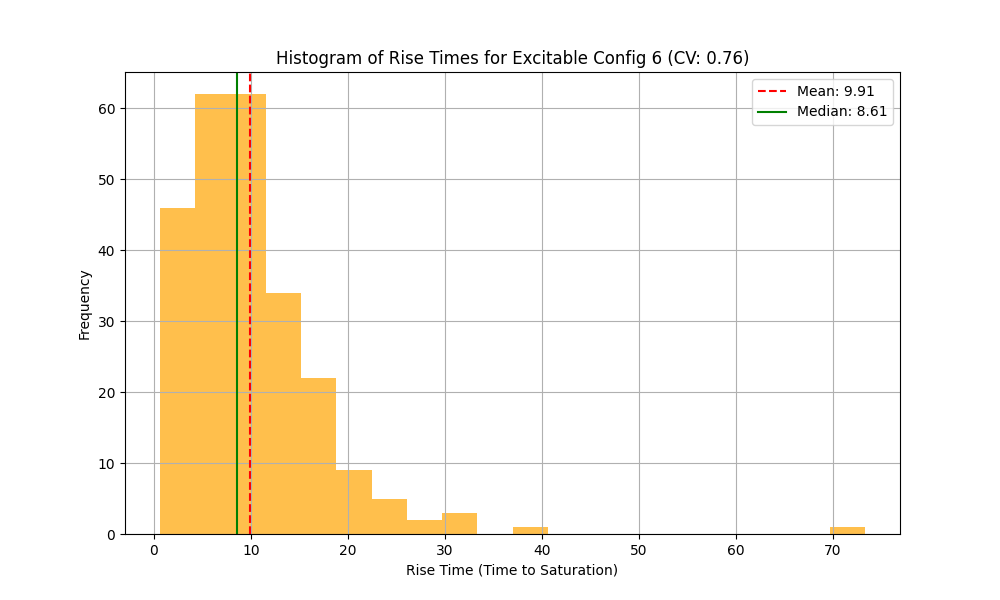 Histogram of Rise Times for Excitable Config 6 (CV: 0.76)
Mean: 9.91
Median: 8.61
Frequency
60
50
40
30
20
10
0
0 10 20 30 40 50 60 70
Rise Time (Time to Saturation)